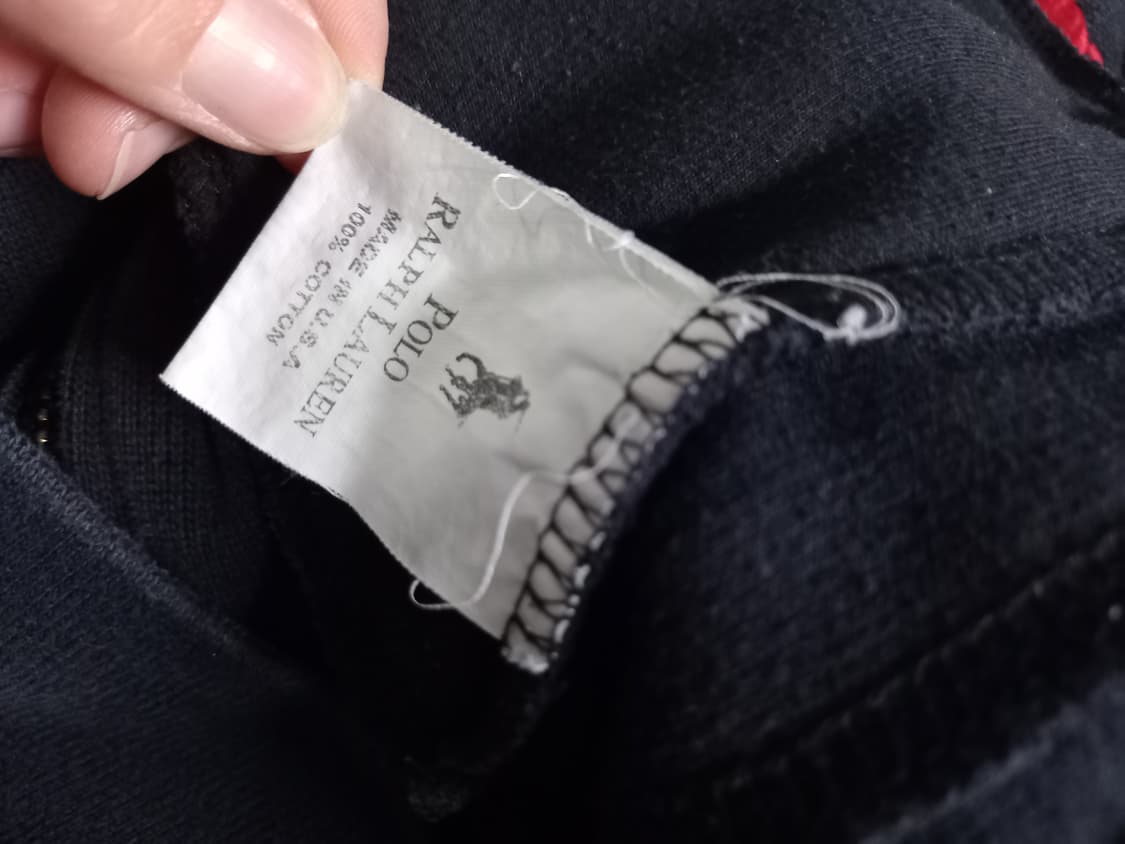 POLO
RALPH LAUREN
MADE IN U.S.A
100% COTTON